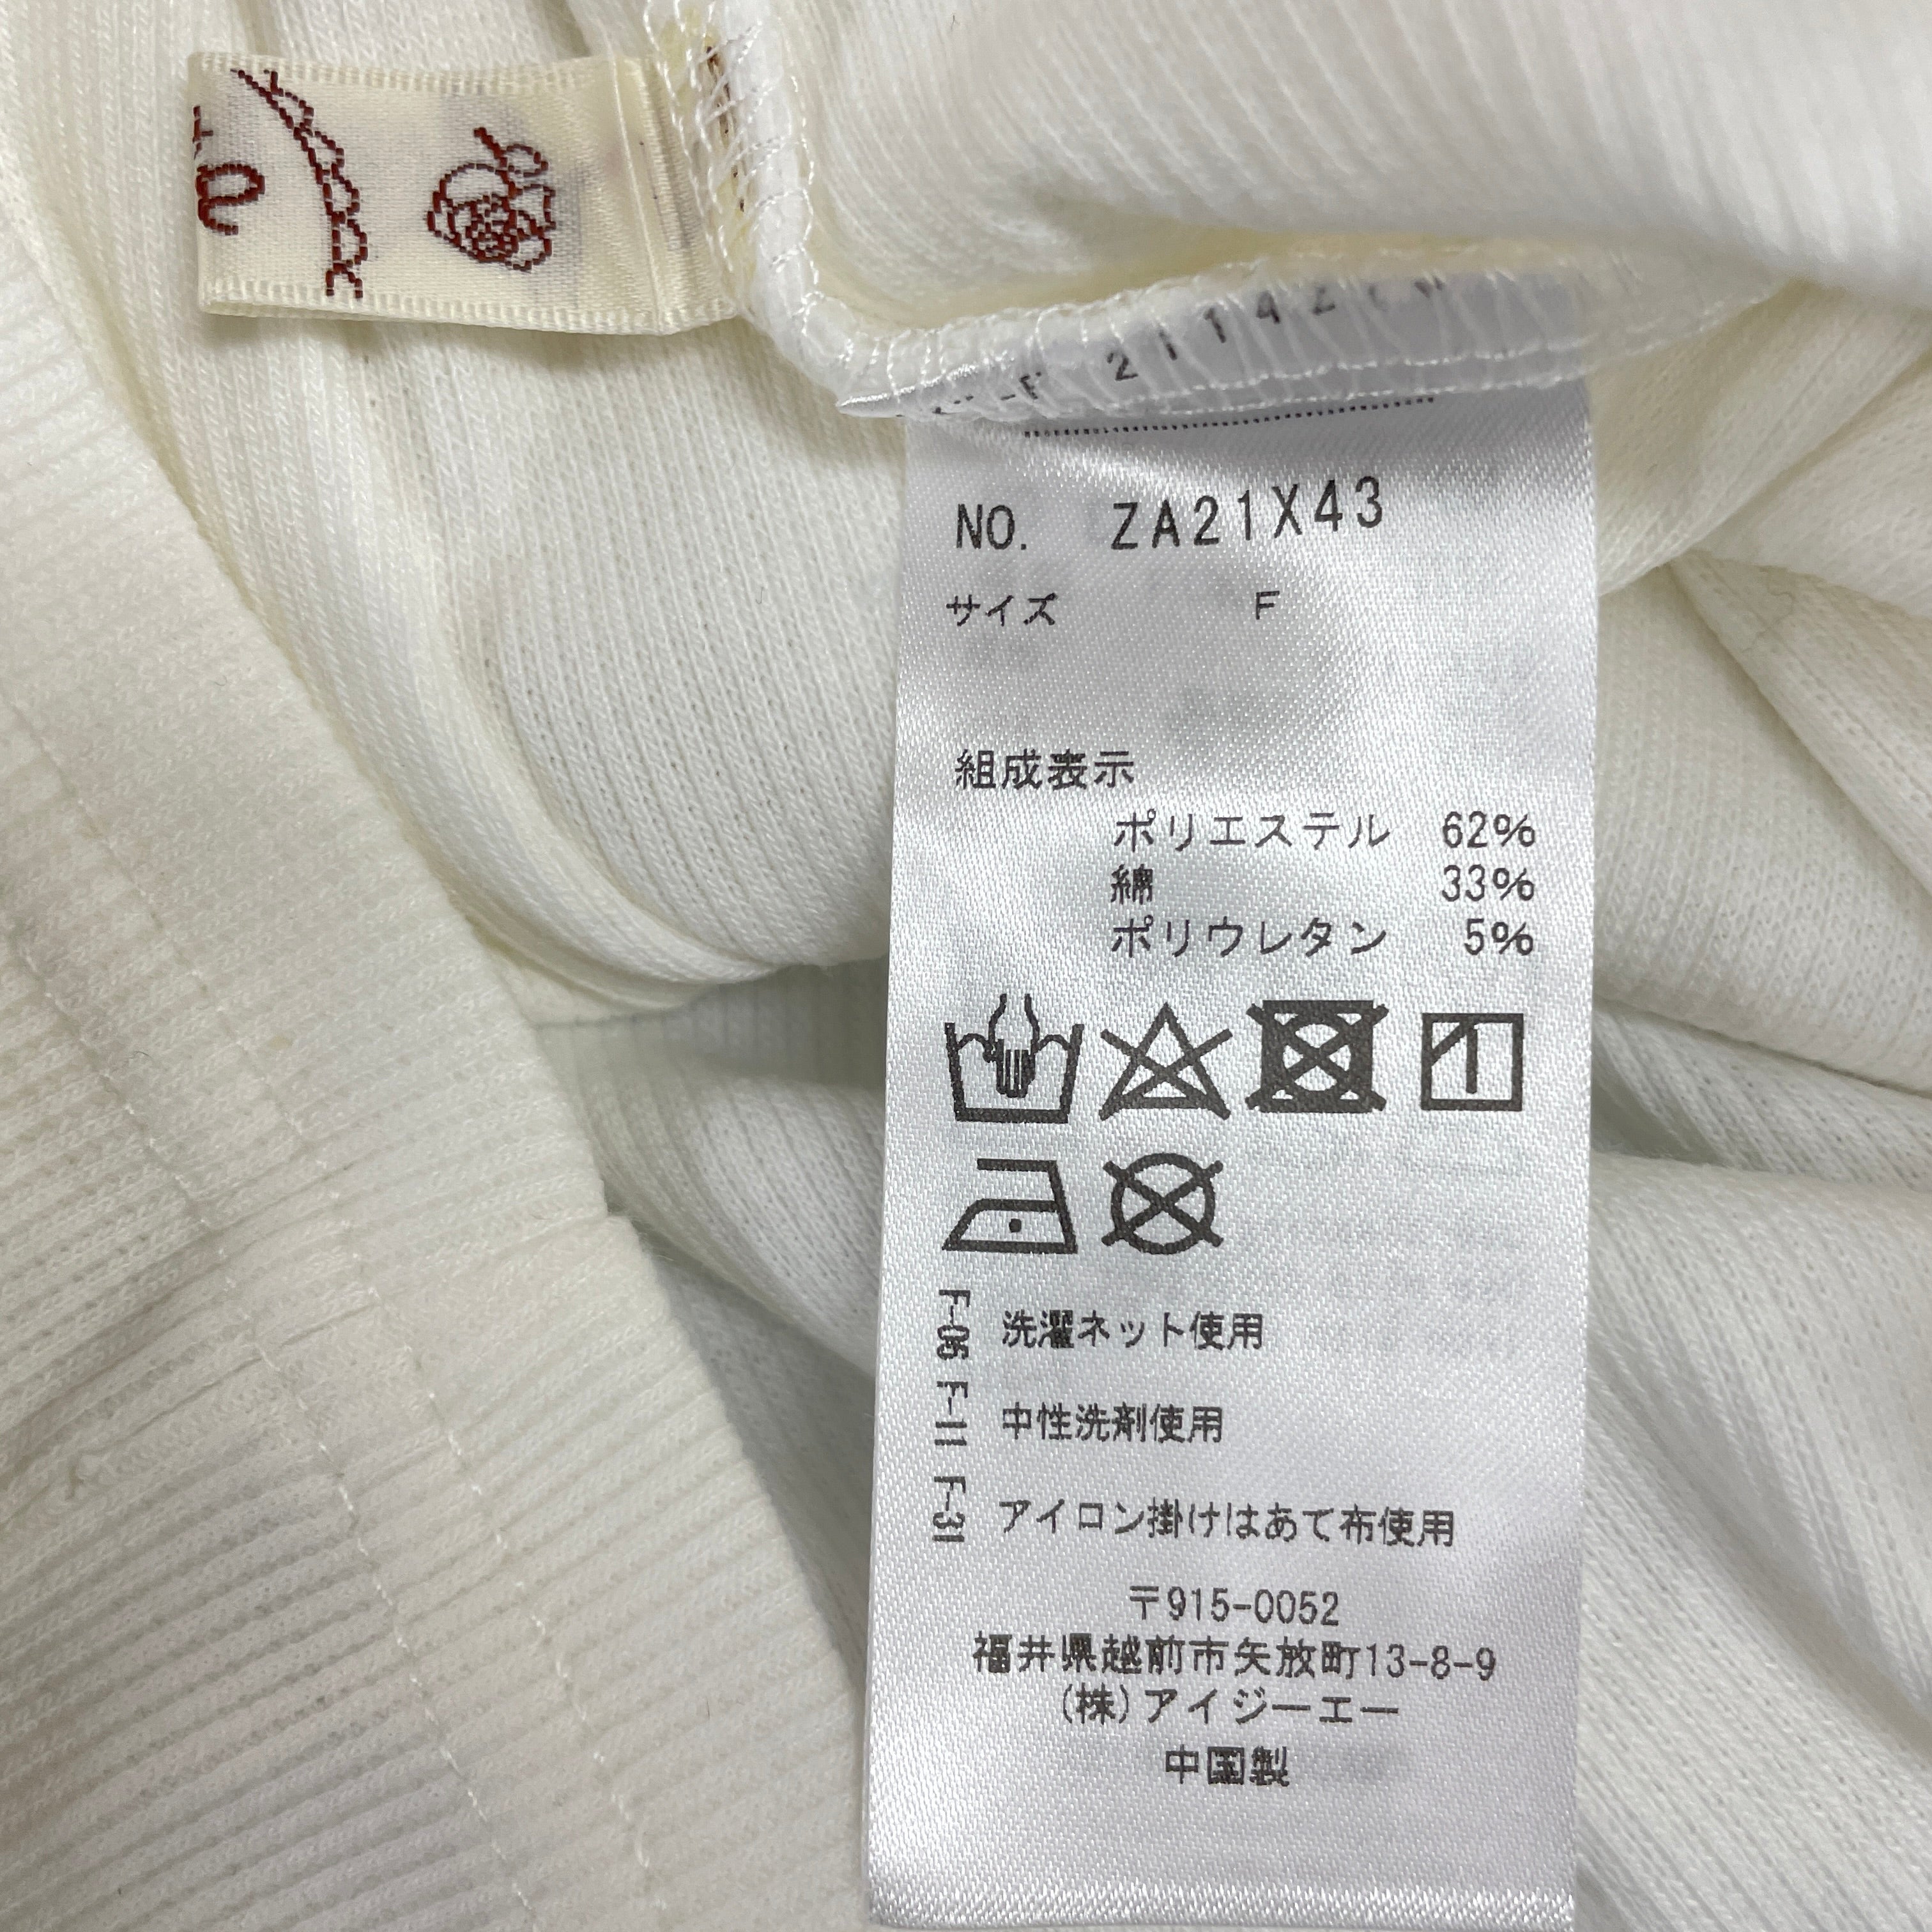 NO. ZA21X43
サイズ F
組成表示
ポリエステル 62%
綿 33%
ポリウレタン 5%
F-06 洗濯ネット使用
F-11 中性洗剤使用
F-31 アイロン掛けはあて布使用
〒915-0052
福井県越前市矢放町13-8-9
(株)アイジーエー
中国製